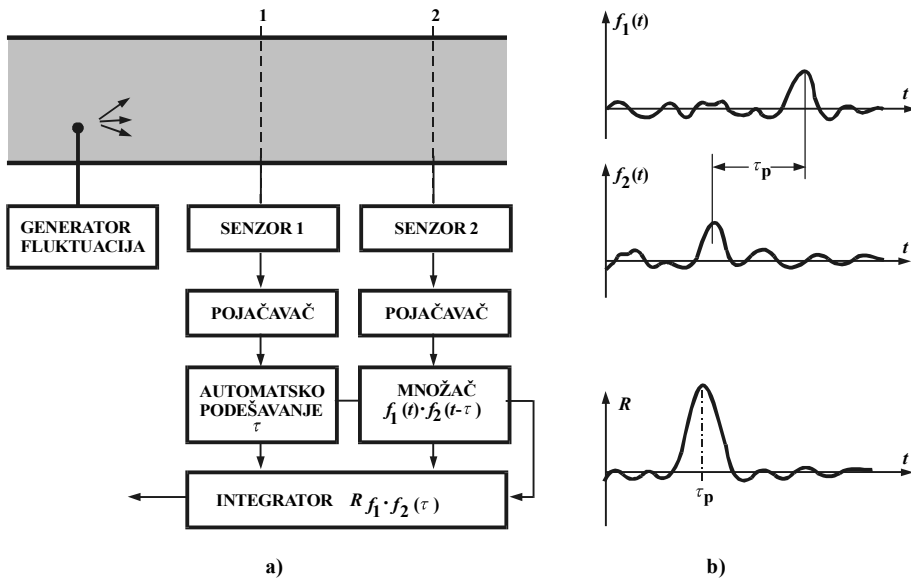 1
2
GENERATOR
FLUKTUACIJA
SENZOR 1
SENZOR 2
POJAČAVAČ
POJAČAVAČ
AUTOMATSKO
PODEŠAVANJE
τ
MNOŽAČ
f1(t)·f2(t-τ)
INTEGRATOR R f1·f2(τ)
a)
f1(t)
t
τp
f2(t)
t
R
t
τp
b)